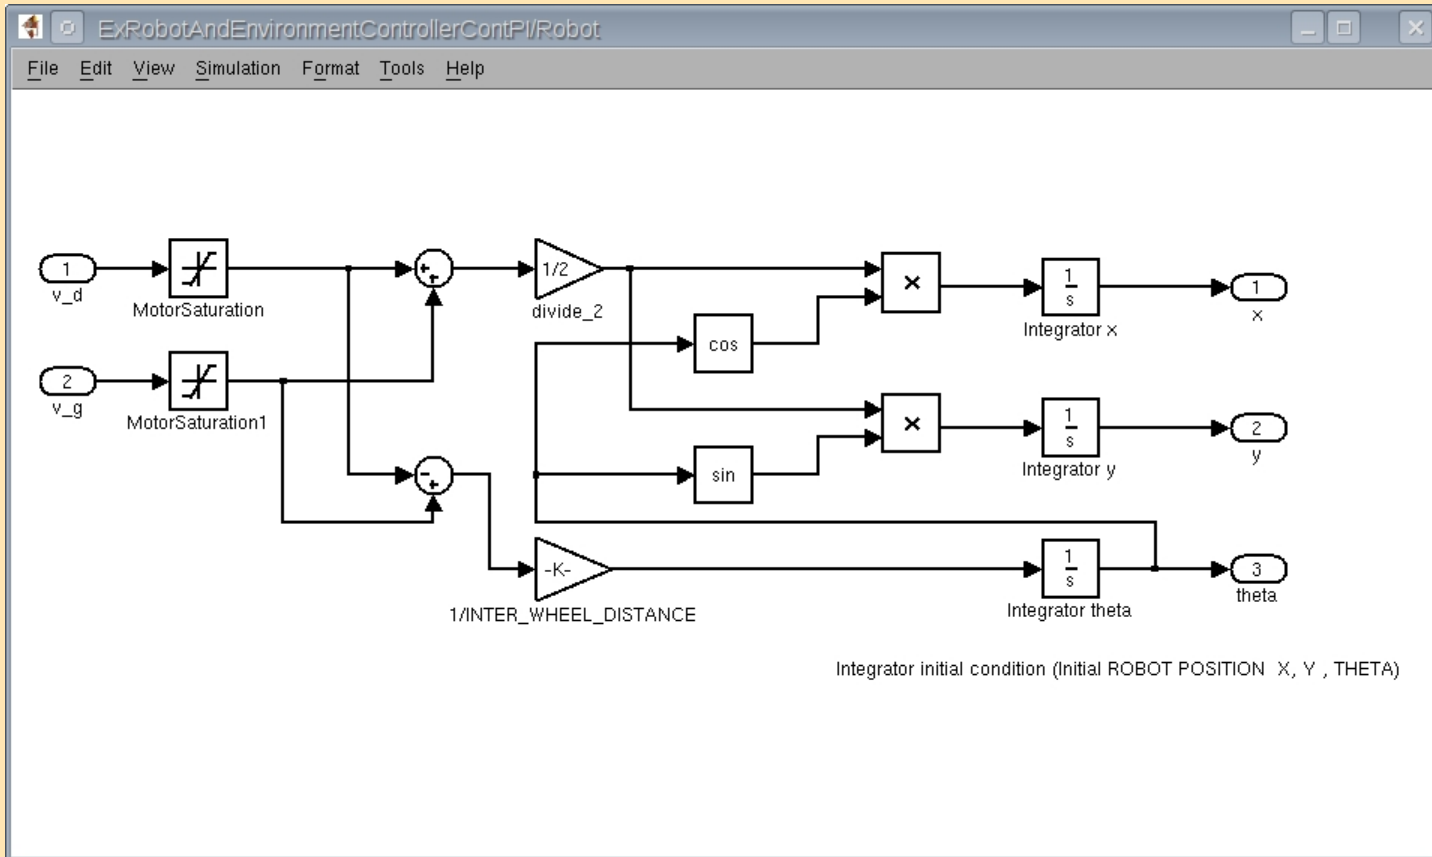 ExRobotAndEnvironmentControllerContPI/Robot
File Edit View Simulation Format Tools Help
1
v_d
MotorSaturation
+
+
1/2
divide_2
×
1
s
Integrator x
1
x
cos
2
v_g
MotorSaturation1
×
1
s
Integrator y
2
y
-
+
sin
-K-
1/INTER_WHEEL_DISTANCE
1
s
Integrator theta
3
theta
Integrator initial condition (Initial ROBOT POSITION X, Y , THETA)